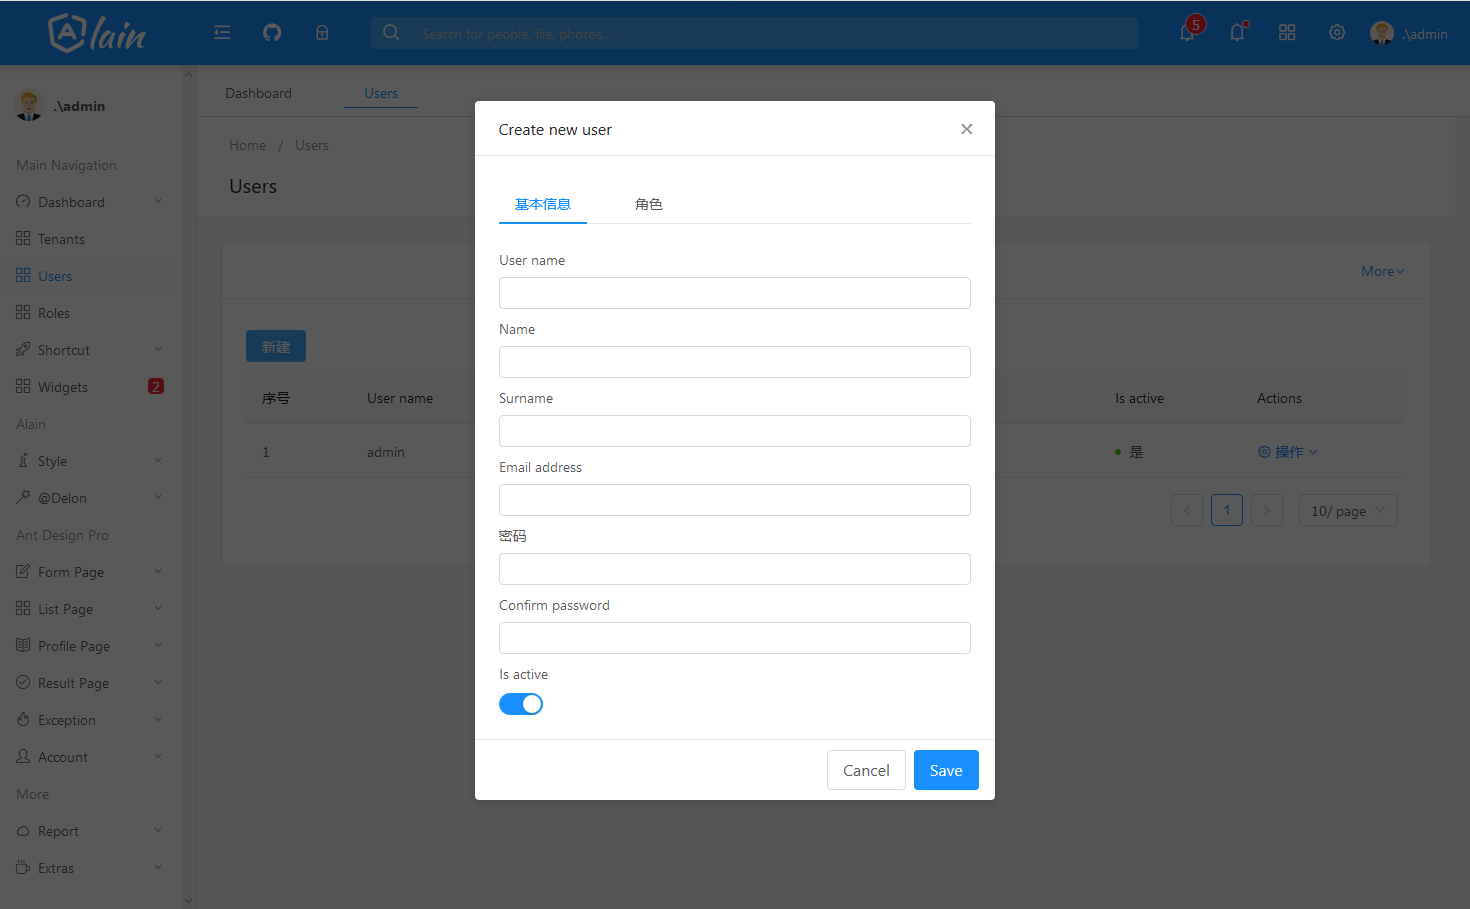 Alain
Search for people, file, photos...
5
.\admin
.\admin
Main Navigation
Dashboard
Tenants
Users
Roles
Shortcut
Widgets
2
Alain
Style
@Delon
Ant Design Pro
Form Page
List Page
Profile Page
Result Page
Exception
Account
More
Report
Extras
Dashboard
Users
Home / Users
Users
More
新建
序号
User name
Is active
Actions
1
admin
是
操作
1
10/ page
Create new user
基本信息
角色
User name
Name
Surname
Email address
密码
Confirm password
Is active
Cancel
Save